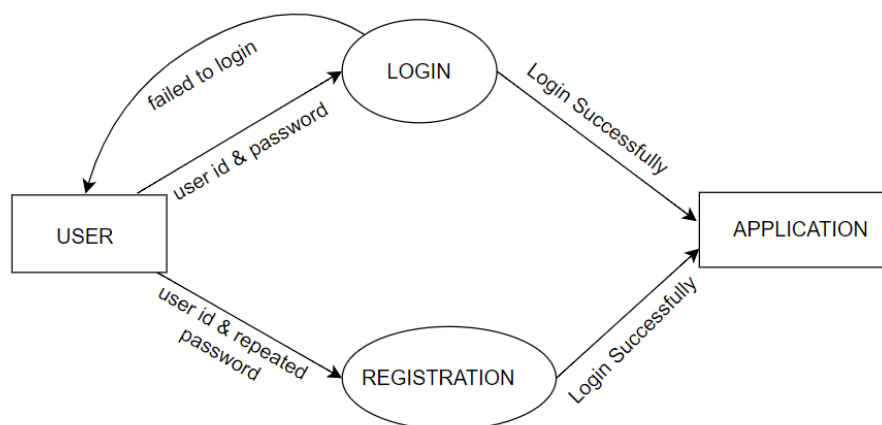 failed to login
LOGIN
Login Successfully
user id & password
USER
APPLICATION
user id & repeated
password
REGISTRATION
Login Successfully